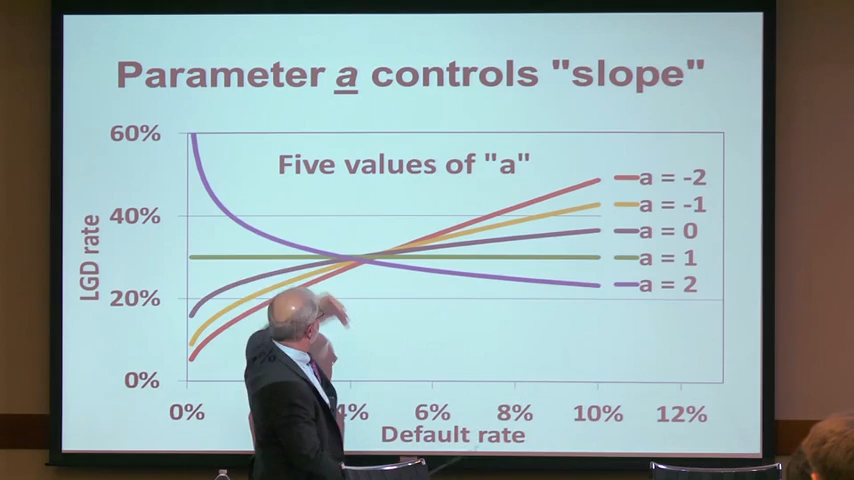 Parameter a controls "slope"
60%
Five values of "a"
a = -2
40%
a = -1
a = 0
a = 1
LGD rate
20%
a = 2
0%
0%
4%
6%
8%
10%
12%
Default rate